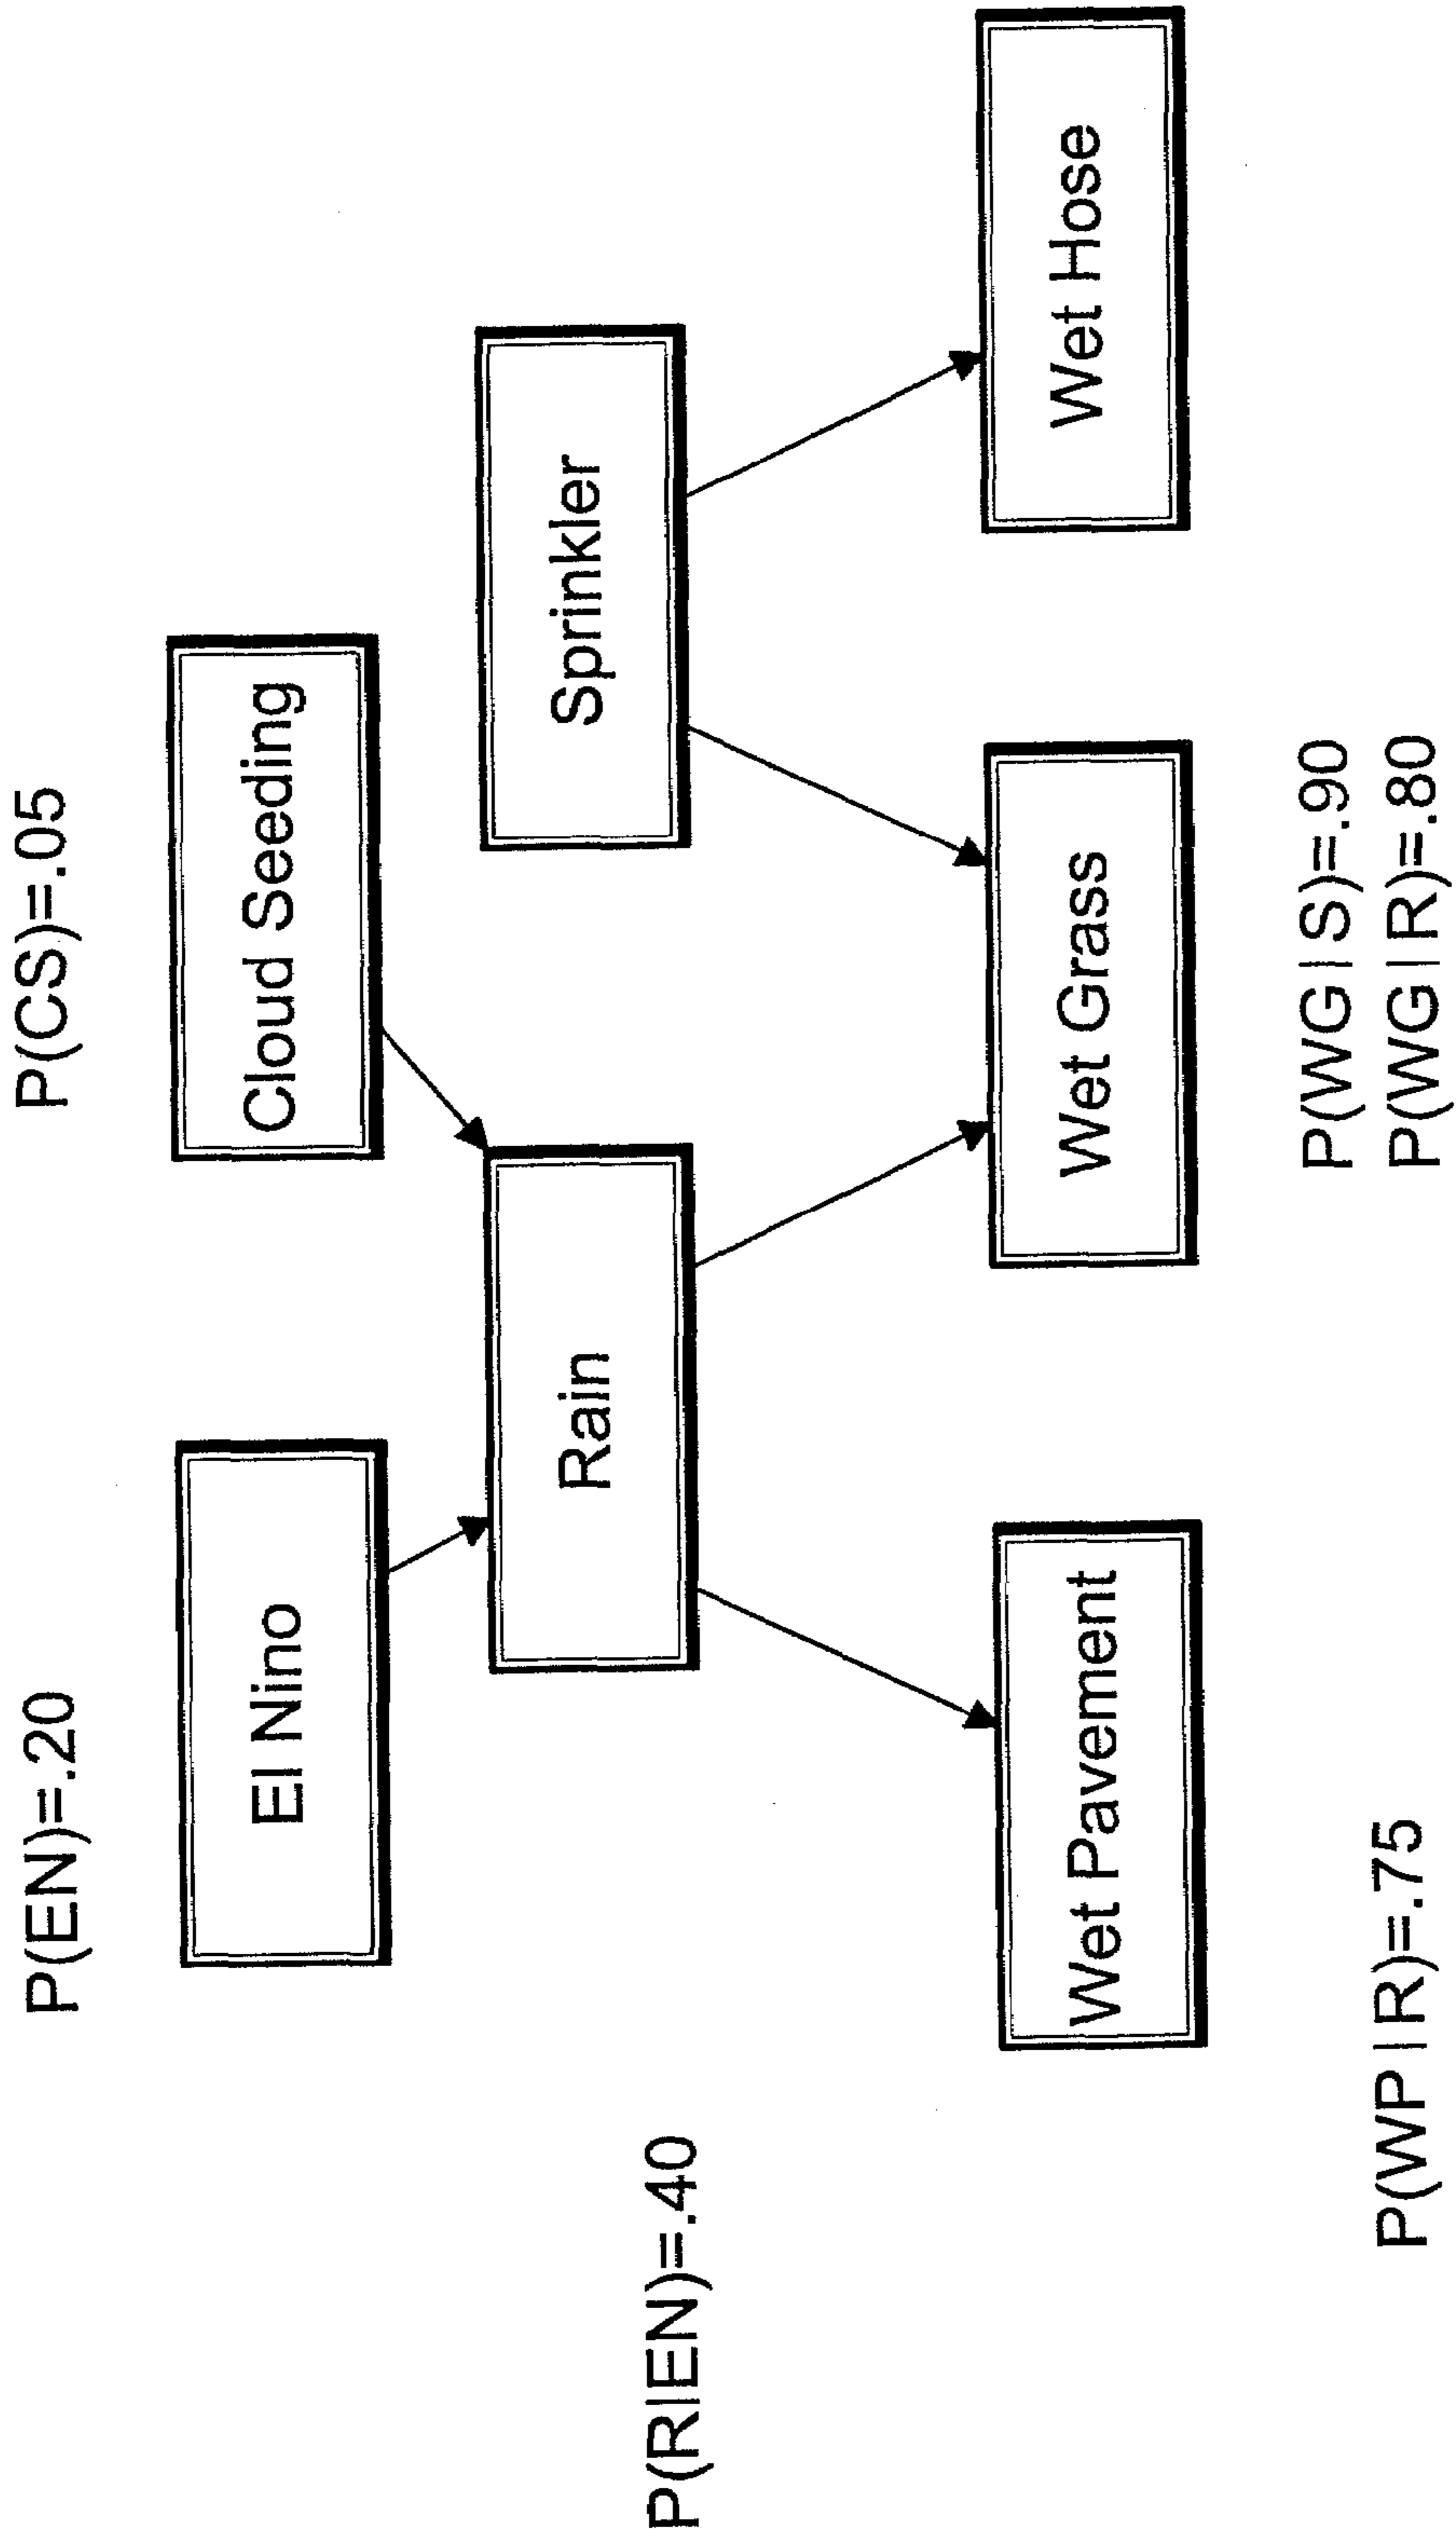 P(EN)=.20
P(CS)=.05
El Nino
Cloud Seeding
P(R|EN)=.40
Rain
Sprinkler
Wet Pavement
Wet Grass
Wet Hose
P(WP|R)=.75
P(WG|S)=.90
P(WG|R)=.80